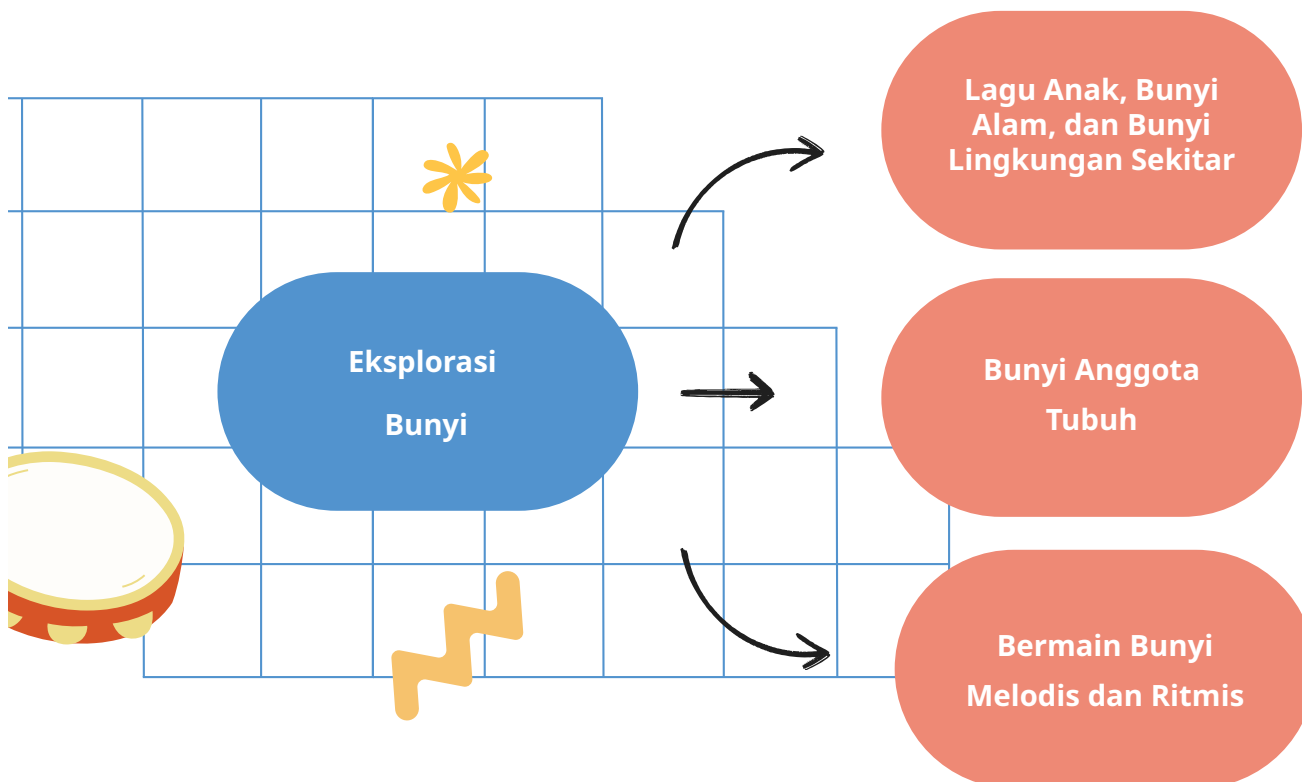 Eksplorasi
Bunyi
Lagu Anak, Bunyi
Alam, dan Bunyi
Lingkungan Sekitar
Bunyi Anggota
Tubuh
Bermain Bunyi
Melodis dan Ritmis